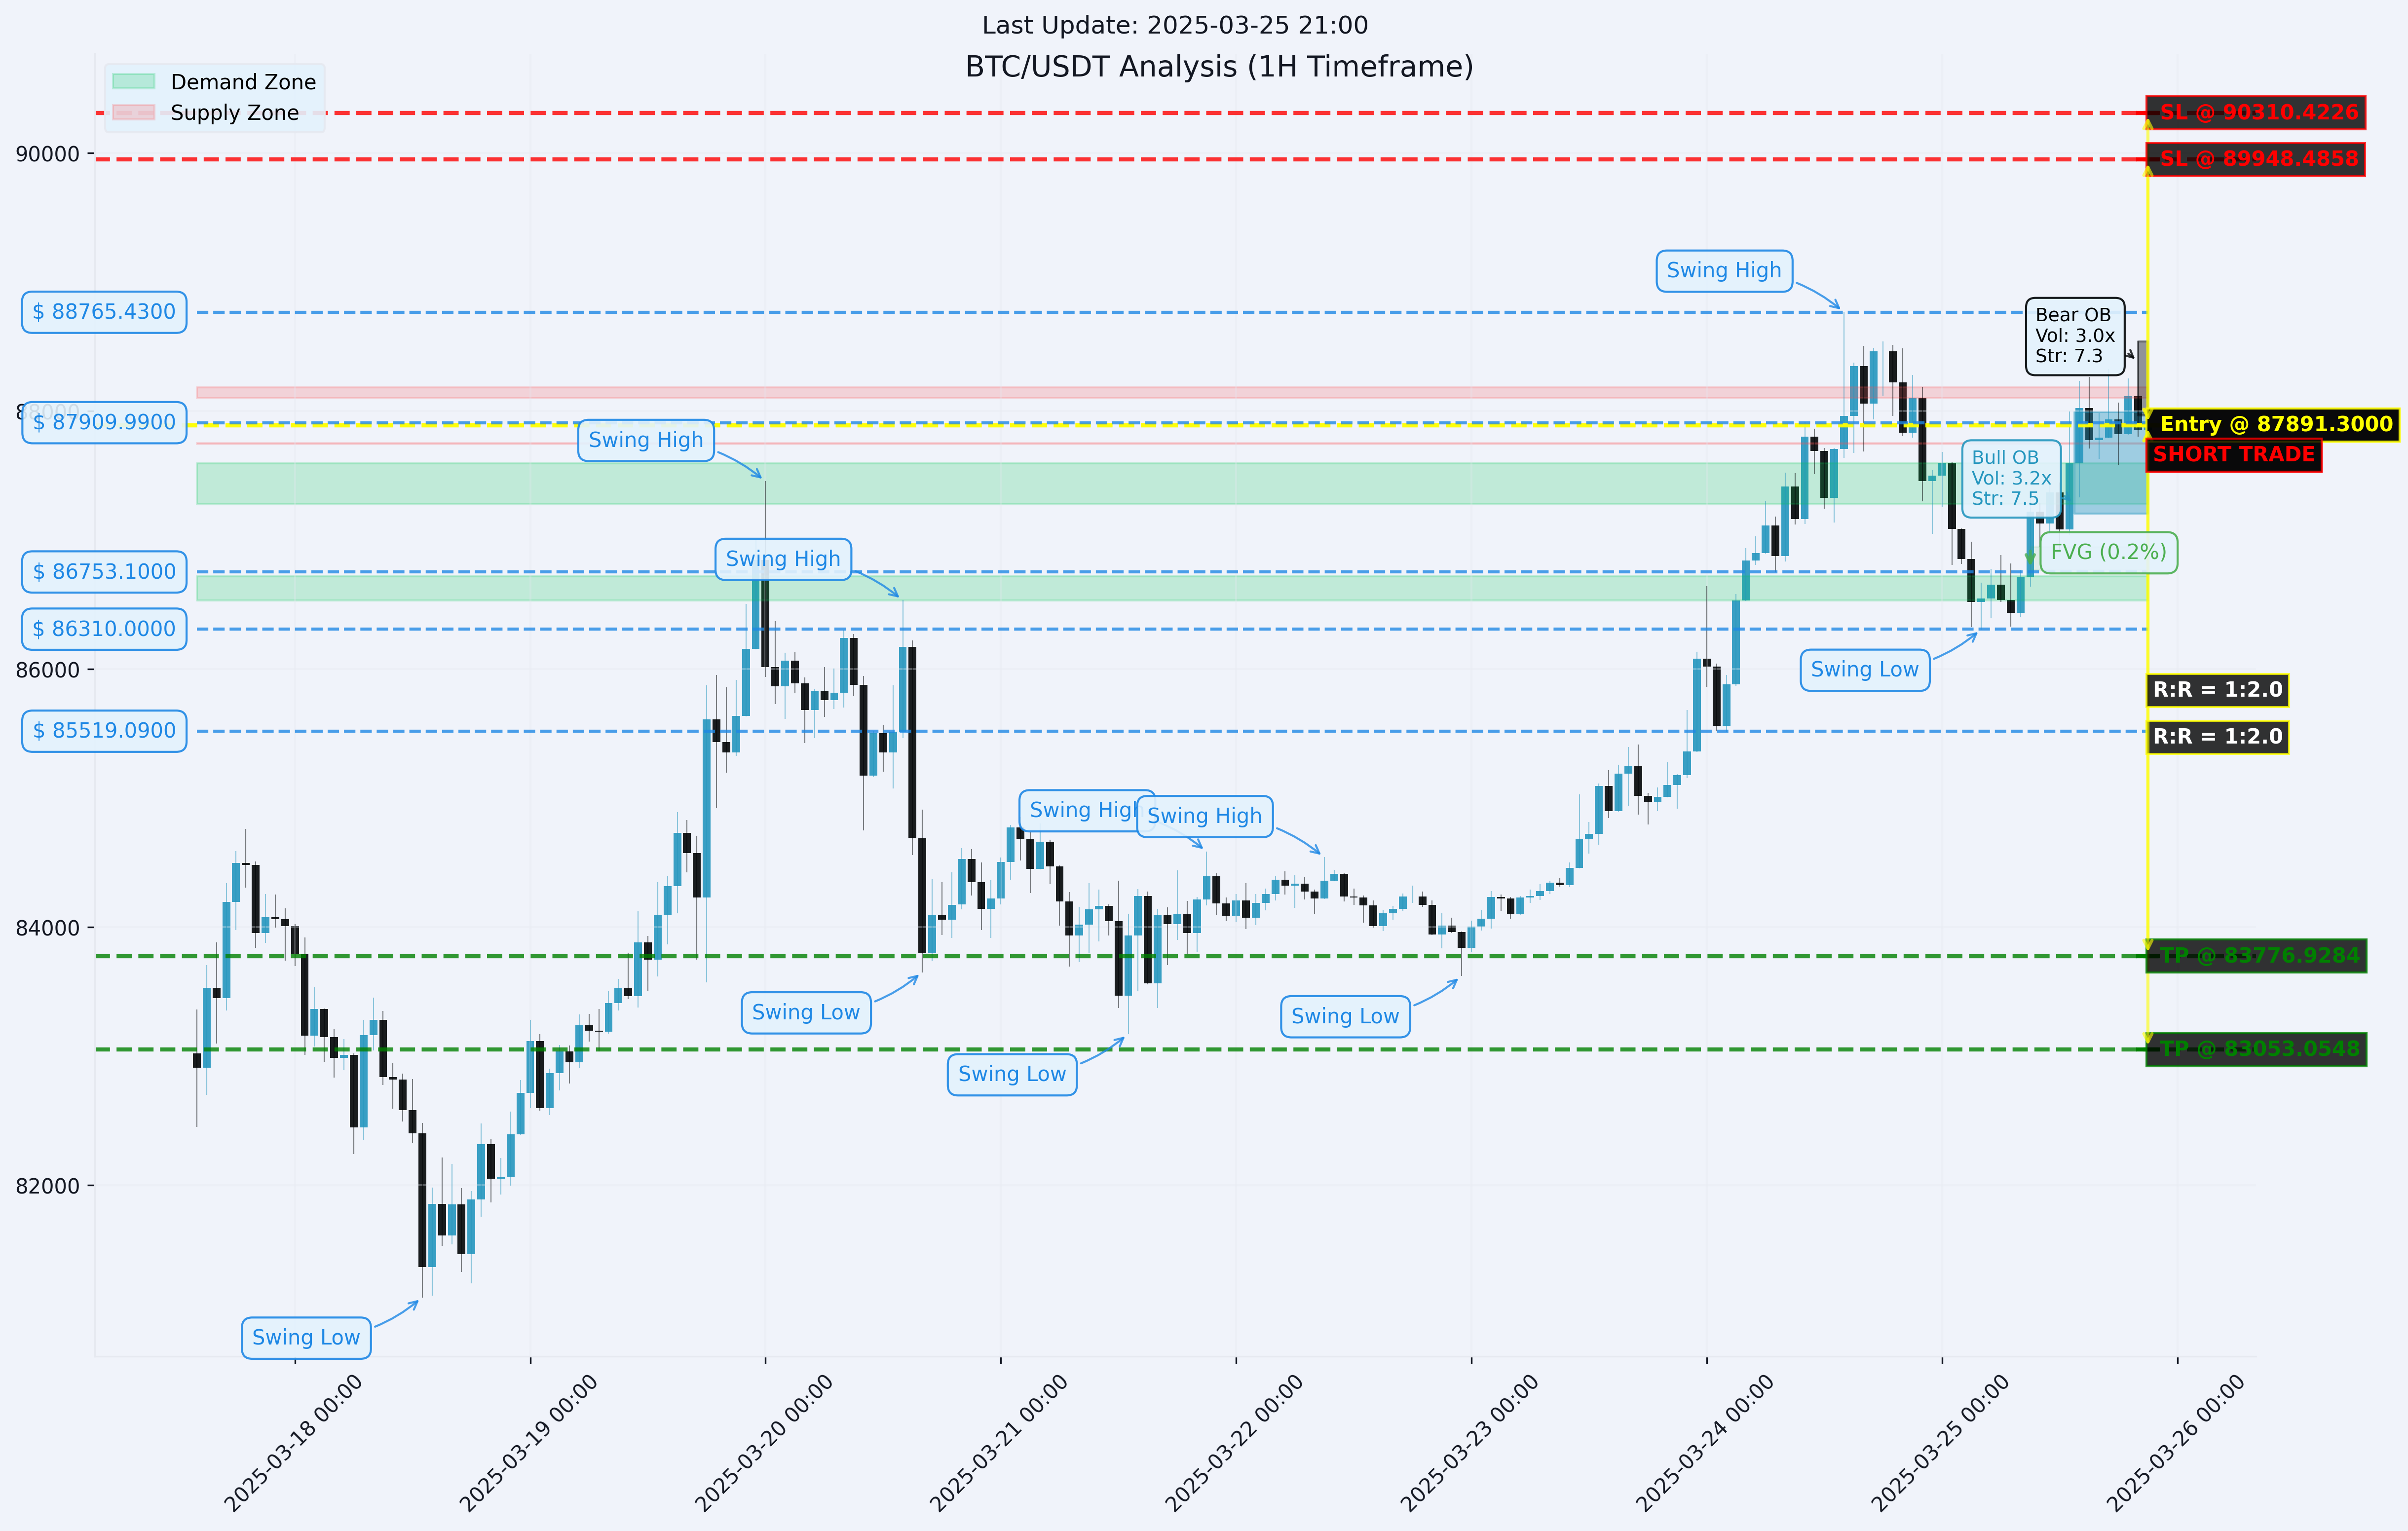 Last Update: 2025-03-25 21:00
BTC/USDT Analysis (1H Timeframe)
Demand Zone
Supply Zone
SL @ 90310.4226
90000
SL @ 89948.4858
Swing High
$ 88765.4300
Bear OB
Vol: 3.0x
Str: 7.3
88000
$ 87909.9900
Entry @ 87891.3000
Swing High
SHORT TRADE
Bull OB
Vol: 3.2x
Str: 7.5
Swing High
FVG (0.2%)
$ 86753.1000
$ 86310.0000
86000
Swing Low
R:R = 1:2.0
$ 85519.0900
R:R = 1:2.0
Swing High
Swing High
84000
TP @ 83776.9284
Swing Low
Swing Low
TP @ 83053.0548
Swing Low
82000
Swing Low
2025-03-18 00:00
2025-03-19 00:00
2025-03-20 00:00
2025-03-21 00:00
2025-03-22 00:00
2025-03-23 00:00
2025-03-24 00:00
2025-03-25 00:00
2025-03-26 00:00